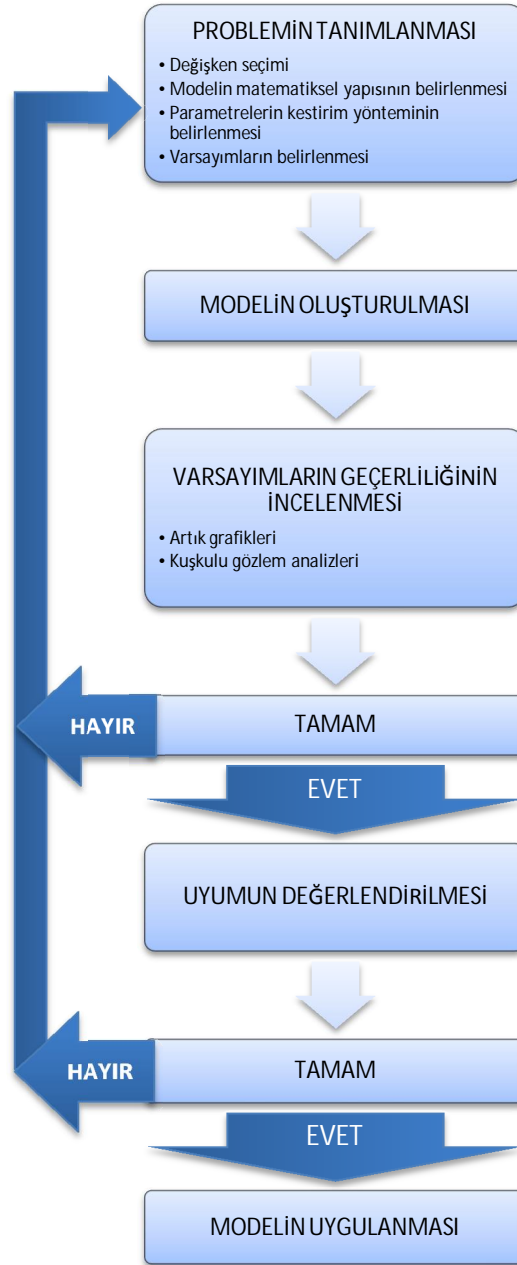 PROBLEMİN TANIMLANMASI
• Değişken seçimi
• Modelin matematiksel yapısının belirlenmesi
• Parametrelerin kestirim yönteminin
belirlenmesi
• Varsayımların belirlenmesi
MODELİN OLUŞTURULMASI
VARSAYIMLARIN GEÇERLİLİĞİNİN
İNCELENMESİ
• Artık grafikleri
• Kuşkulu gözlem analizleri
HAYIR
TAMAM
EVET
UYUMUN DEĞERLENDİRİLMESİ
HAYIR
TAMAM
EVET
MODELİN UYGULANMASI